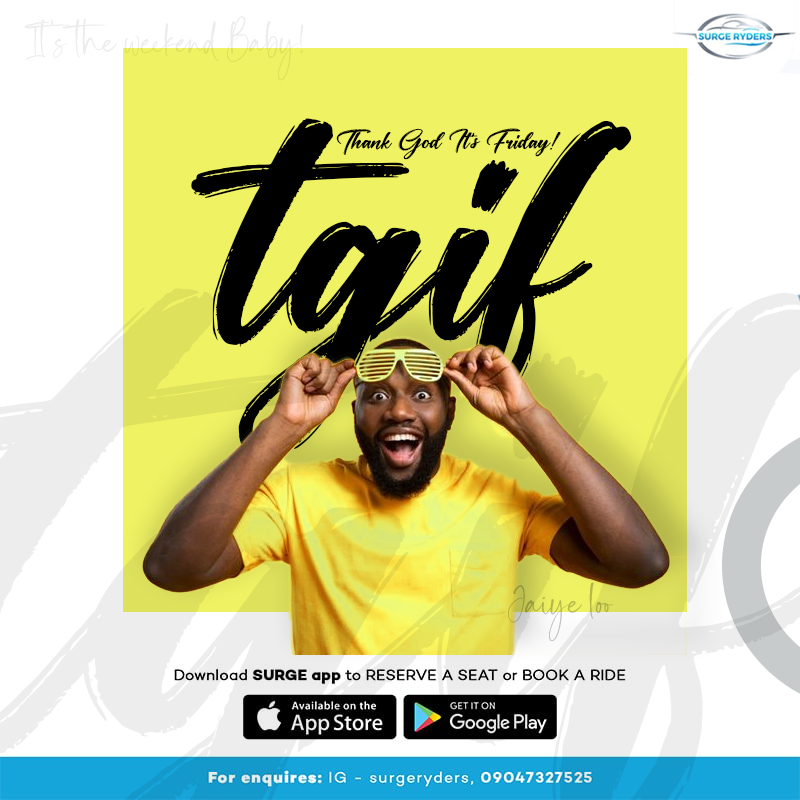 It's the weekend Baby!
SURGE RYDERS
Thank God It's Friday!
tgif
Jaiye loo
Download SURGE app to RESERVE A SEAT or BOOK A RIDE
Available on the
App Store
GET IT ON
Google Play
For enquires: IG - surgeryders, 09047327525